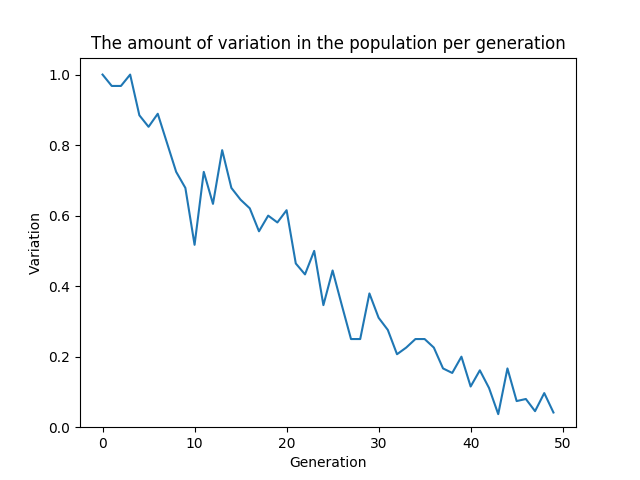 The amount of variation in the population per generation
1.0
0.8
0.6
0.4
0.2
0.0
Variation
0 10 20 30 40 50
Generation